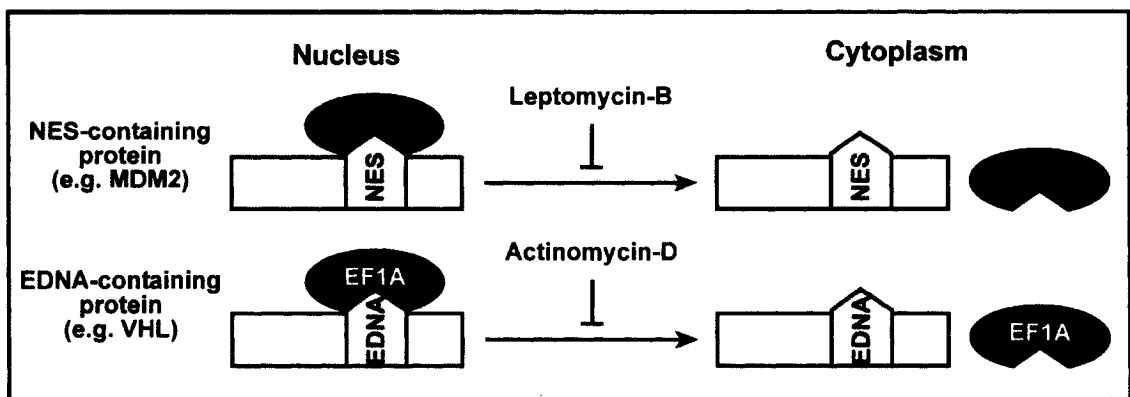 Nucleus
Cytoplasm
Leptomycin-B
NES-containing
protein
(e.g. MDM2)
NES
NES
Actinomycin-D
EDNA-containing
protein
(e.g. VHL)
EF1A
EDNA
EDNA
EF1A